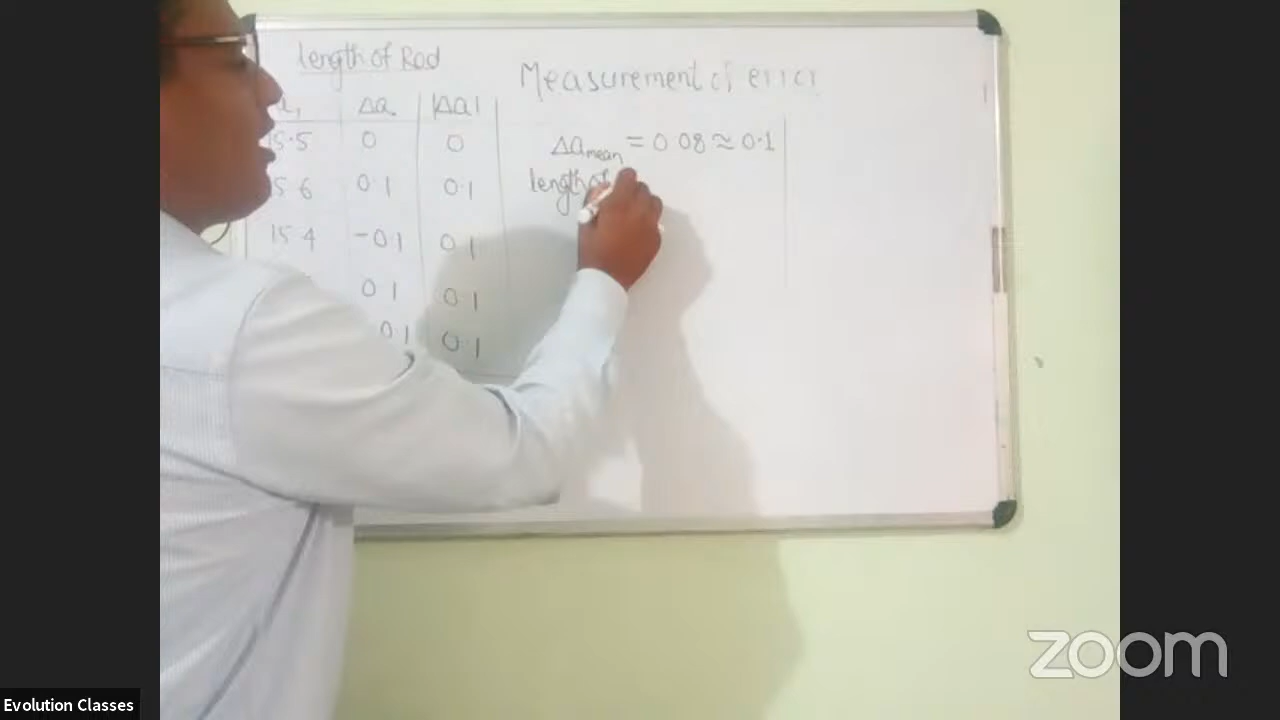 length of Rod
Measurement of error
Δa |Δa|
15.5 0 0
Δa mean = 0.08 ≈ 0.1
15 6 0.1 0.1
length of
15.4 -0.1 0.1
0.1 0.1
0.1 0.1
zoom
Evolution Classes